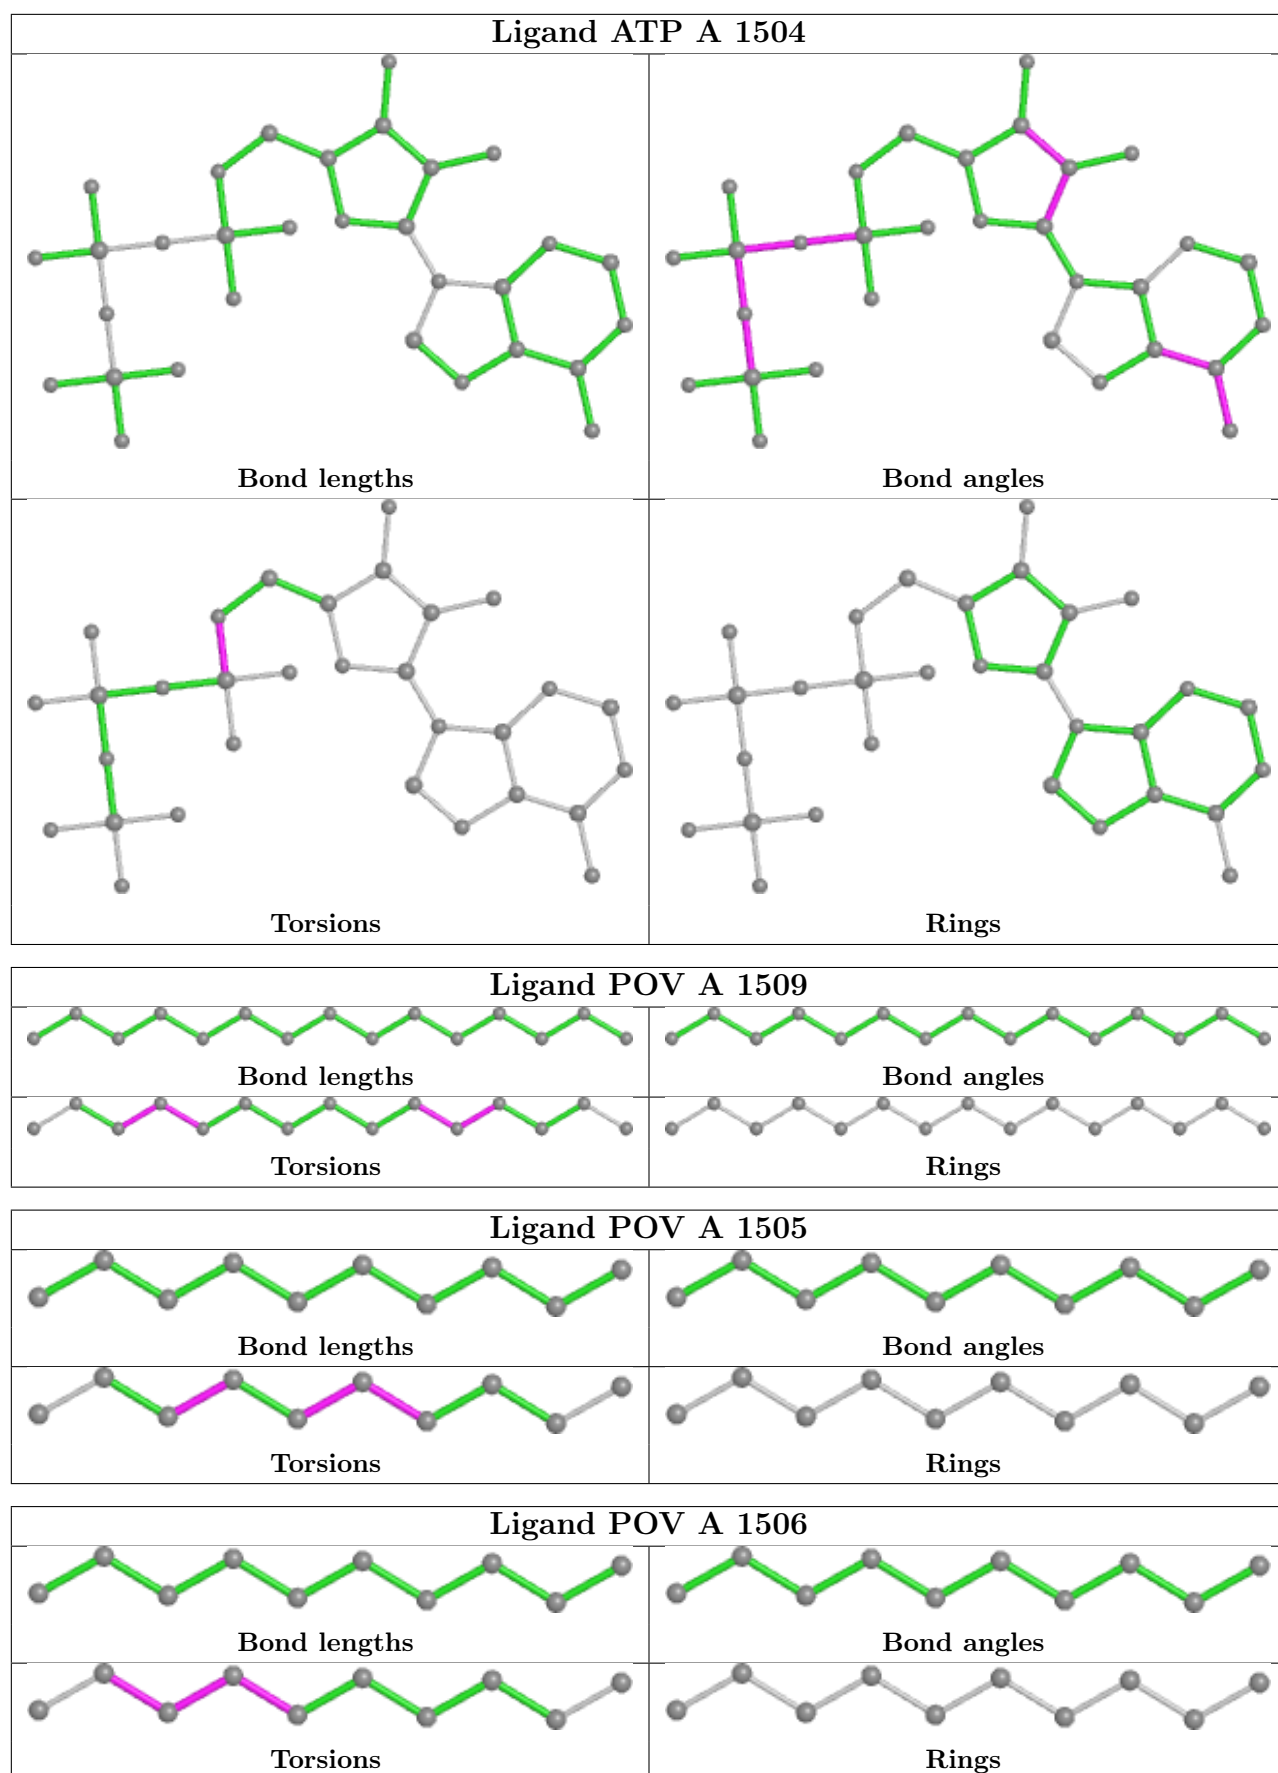 Ligand ATP A 1504
Bond lengths
Bond angles
Torsions
Rings
Ligand POV A 1509
Bond lengths
Bond angles
Torsions
Rings
Ligand POV A 1505
Bond lengths
Bond angles
Torsions
Rings
Ligand POV A 1506
Bond lengths
Bond angles
Torsions
Rings